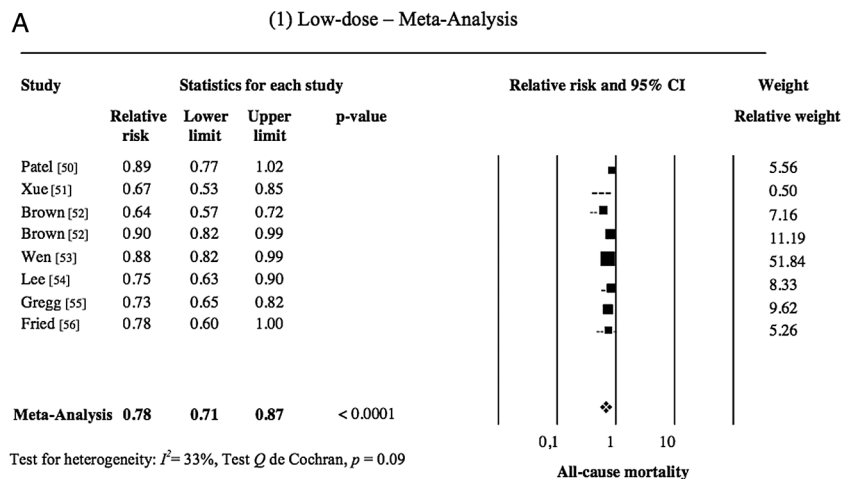 A
(1) Low-dose – Meta-Analysis
Study Statistics for each study Relative risk and 95% CI Weight
Relative risk Lower limit Upper limit p-value Relative weight
Patel [50] 0.89 0.77 1.02 5.56
Xue [51] 0.67 0.53 0.85 0.50
Brown [52] 0.64 0.57 0.72 7.16
Brown [52] 0.90 0.82 0.99 11.19
Wen [53] 0.88 0.82 0.99 51.84
Lee [54] 0.75 0.63 0.90 8.33
Gregg [55] 0.73 0.65 0.82 9.62
Fried [56] 0.78 0.60 1.00 5.26
Meta-Analysis 0.78 0.71 0.87 < 0.0001
0,1 1 10
Test for heterogeneity: I²= 33%, Test Q de Cochran, p = 0.09
All-cause mortality